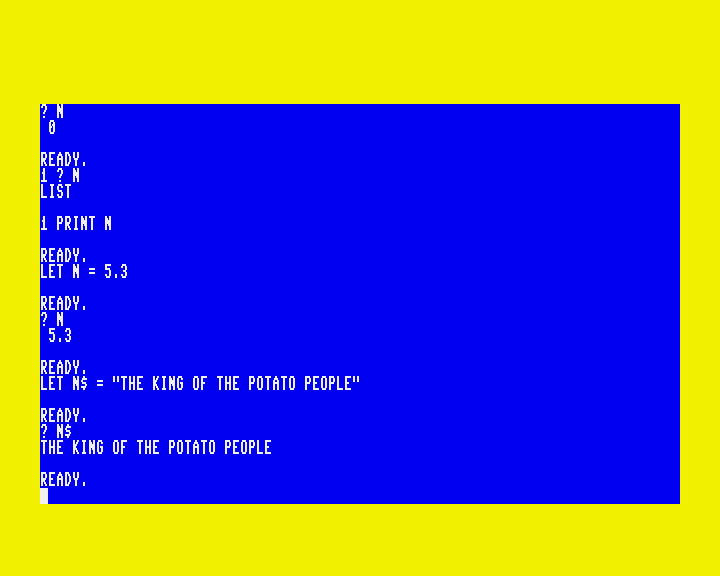 ? N
0
READY.
1 ? N
LIST
1 PRINT N
READY.
LET N = 5.3
READY.
? N
5.3
READY.
LET N$ = "THE KING OF THE POTATO PEOPLE"
READY.
? N$
THE KING OF THE POTATO PEOPLE
READY.